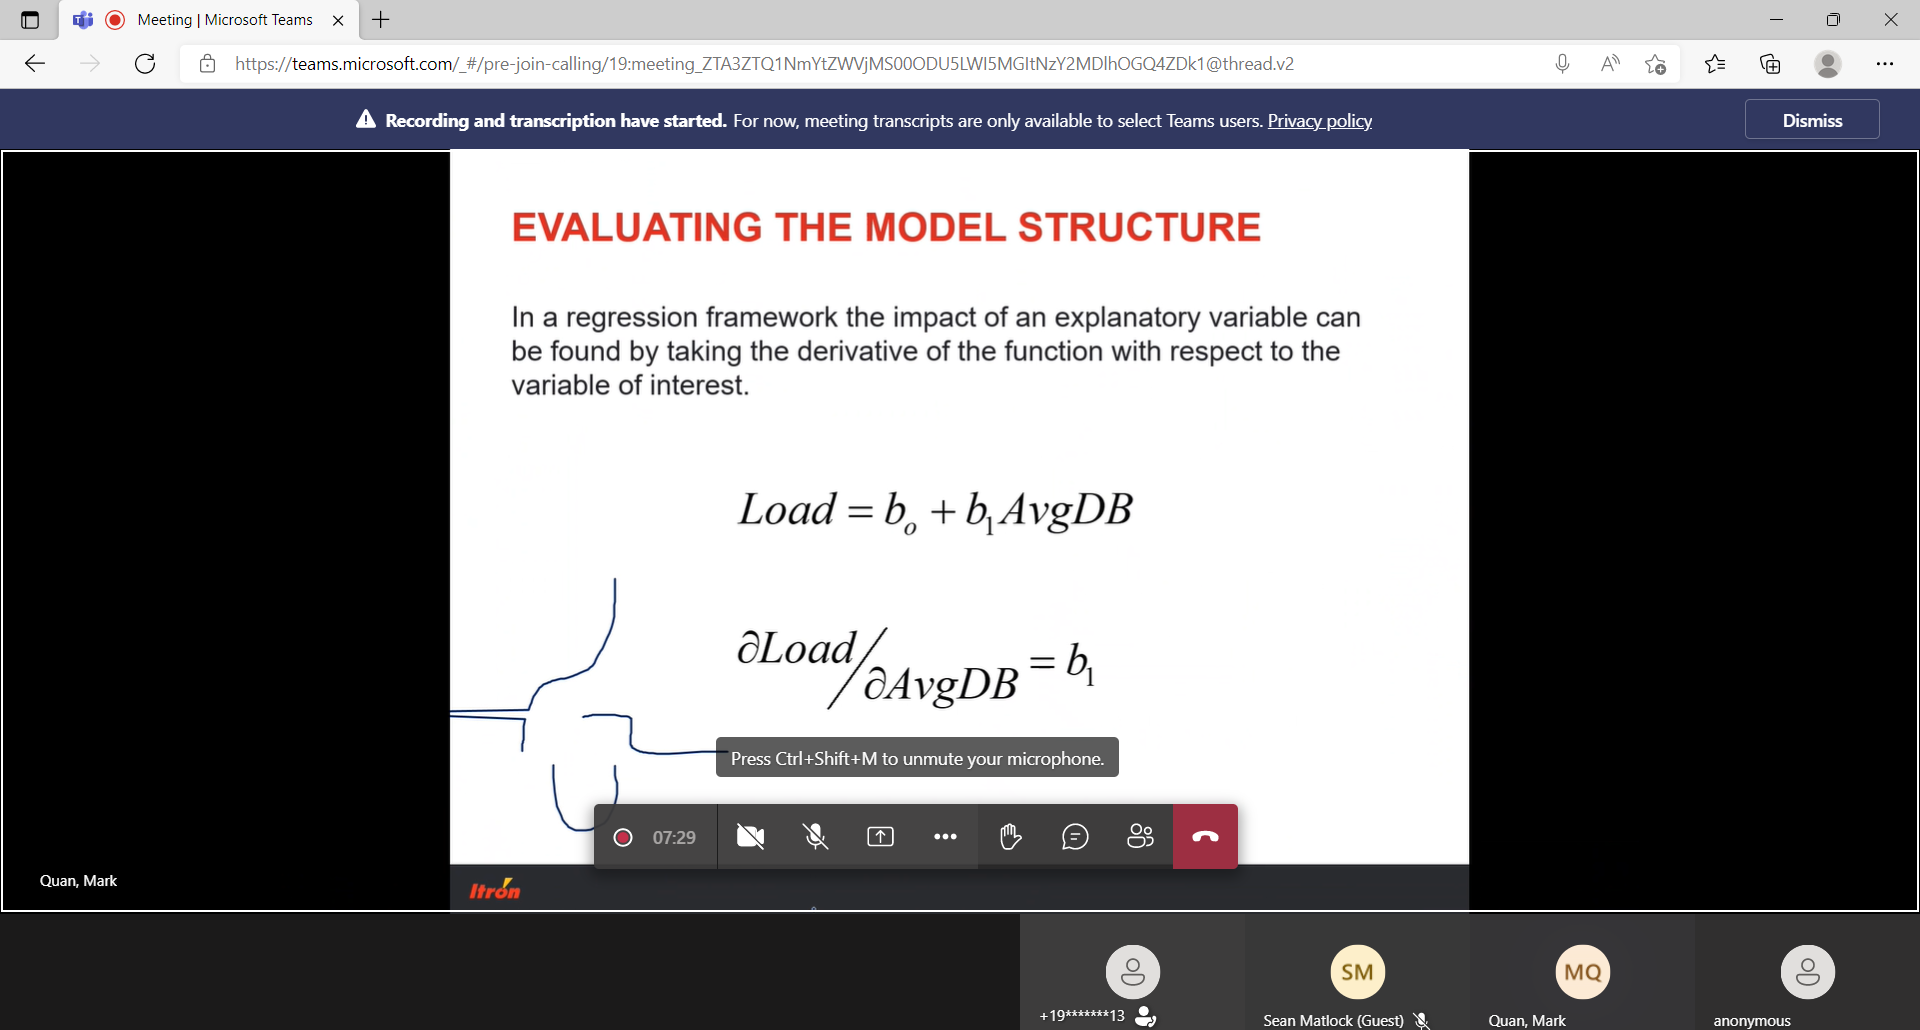 Meeting | Microsoft Teams
https://teams.microsoft.com/_#/pre-join-calling/19:meeting_ZTA3ZTQ1NmYtZWVjMS00ODU5LWI5MGItNzY2MDlhOGQ4ZDk1@thread.v2
Recording and transcription have started. For now, meeting transcripts are only available to select Teams users. Privacy policy
Dismiss
EVALUATING THE MODEL STRUCTURE
In a regression framework the impact of an explanatory variable can
be found by taking the derivative of the function with respect to the
variable of interest.
Load = b₀ + b₁AvgDB
∂Load/∂AvgDB = b₁
Press Ctrl+Shift+M to unmute your microphone.
07:29
Quan, Mark
Itrón
SM
MQ
+19*******13
Sean Matlock (Guest)
Quan, Mark
anonymous